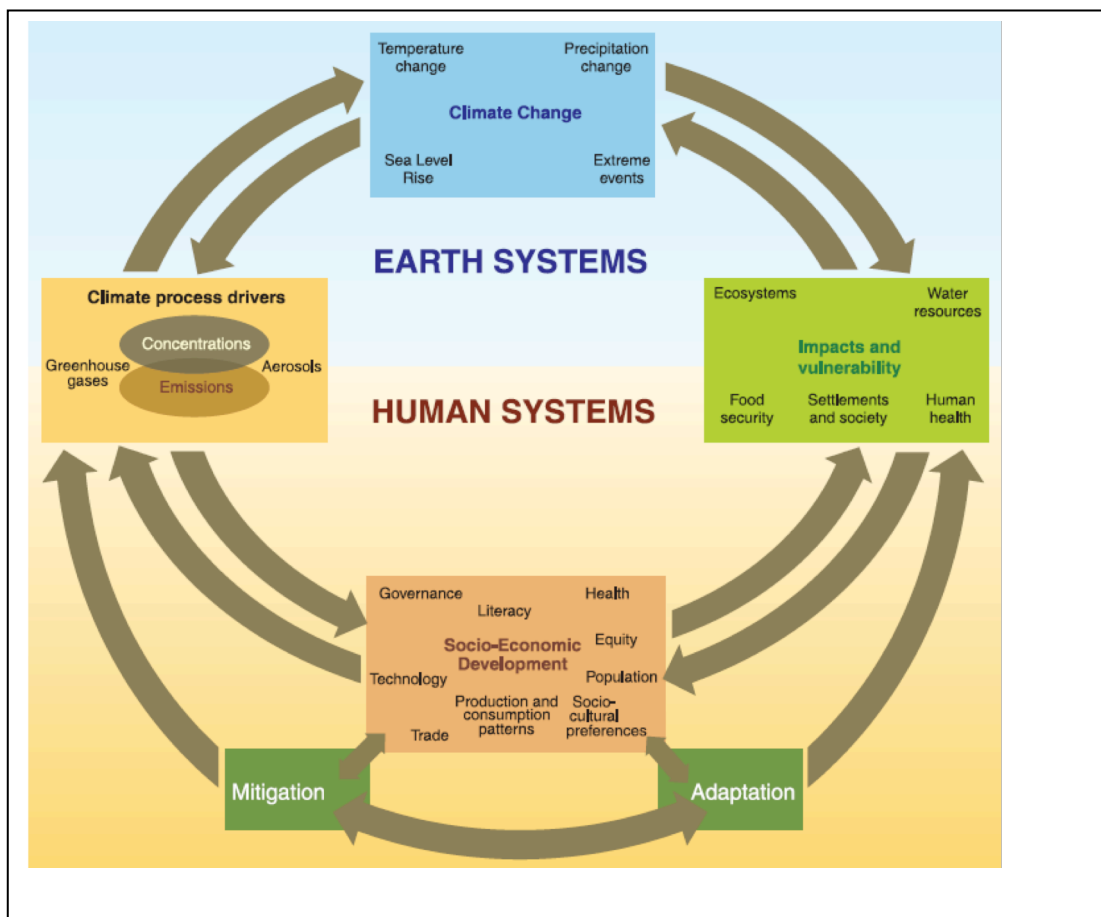 Temperature
change
Precipitation
change
Climate Change
Sea Level
Rise
Extreme
events
EARTH SYSTEMS
Climate process drivers
Concentrations
Greenhouse
gases
Aerosols
Emissions
Ecosystems
Water
resources
Impacts and
vulnerability
Food
security
Settlements
and society
Human
health
HUMAN SYSTEMS
Governance
Literacy
Health
Socio-Economic
Development
Equity
Technology
Population
Production and
consumption
patterns
Socio-
cultural
preferences
Trade
Mitigation
Adaptation